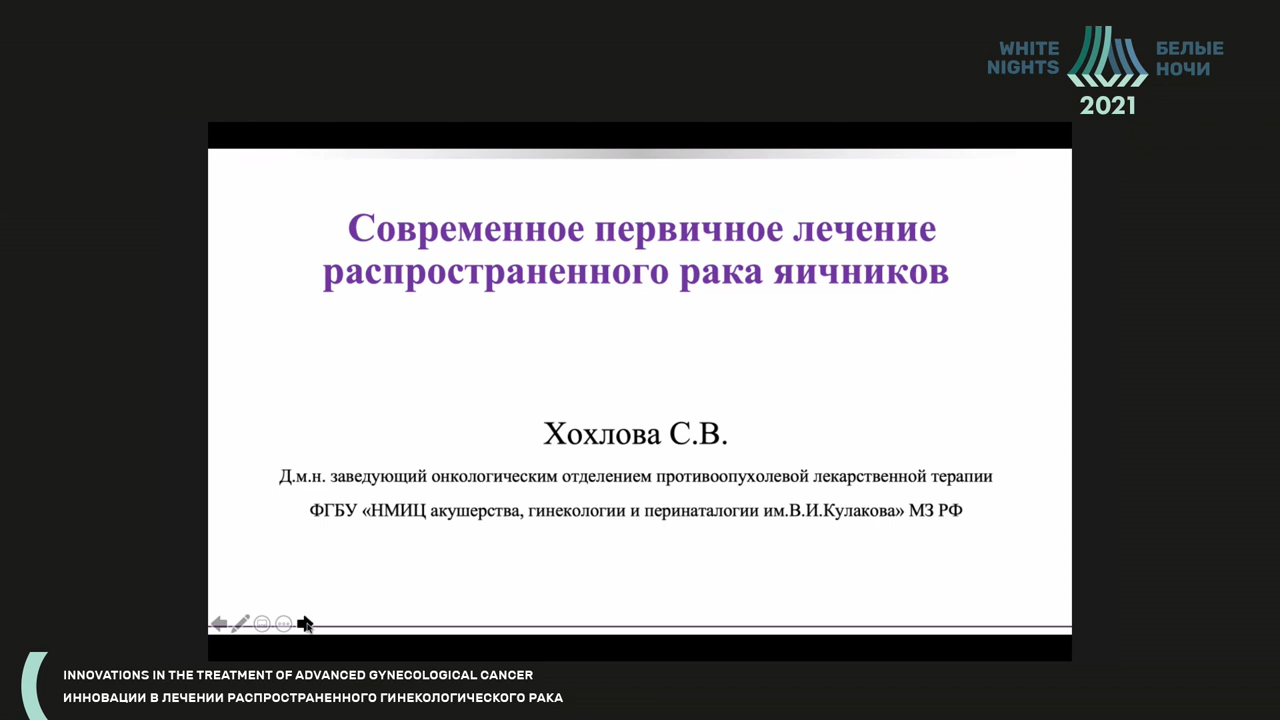 WHITE
NIGHTS
БЕЛЫЕ
НОЧИ
2021
Современное первичное лечение
распространенного рака яичников
Хохлова С.В.
Д.м.н. заведующий онкологическим отделением противоопухолевой лекарственной терапии
ФГБУ «НМИЦ акушерства, гинекологии и перинаталогии им.В.И.Кулакова» МЗ РФ
INNOVATIONS IN THE TREATMENT OF ADVANCED GYNECOLOGICAL CANCER
ИННОВАЦИИ В ЛЕЧЕНИИ РАСПРОСТРАНЕННОГО ГИНЕКОЛОГИЧЕСКОГО РАКА